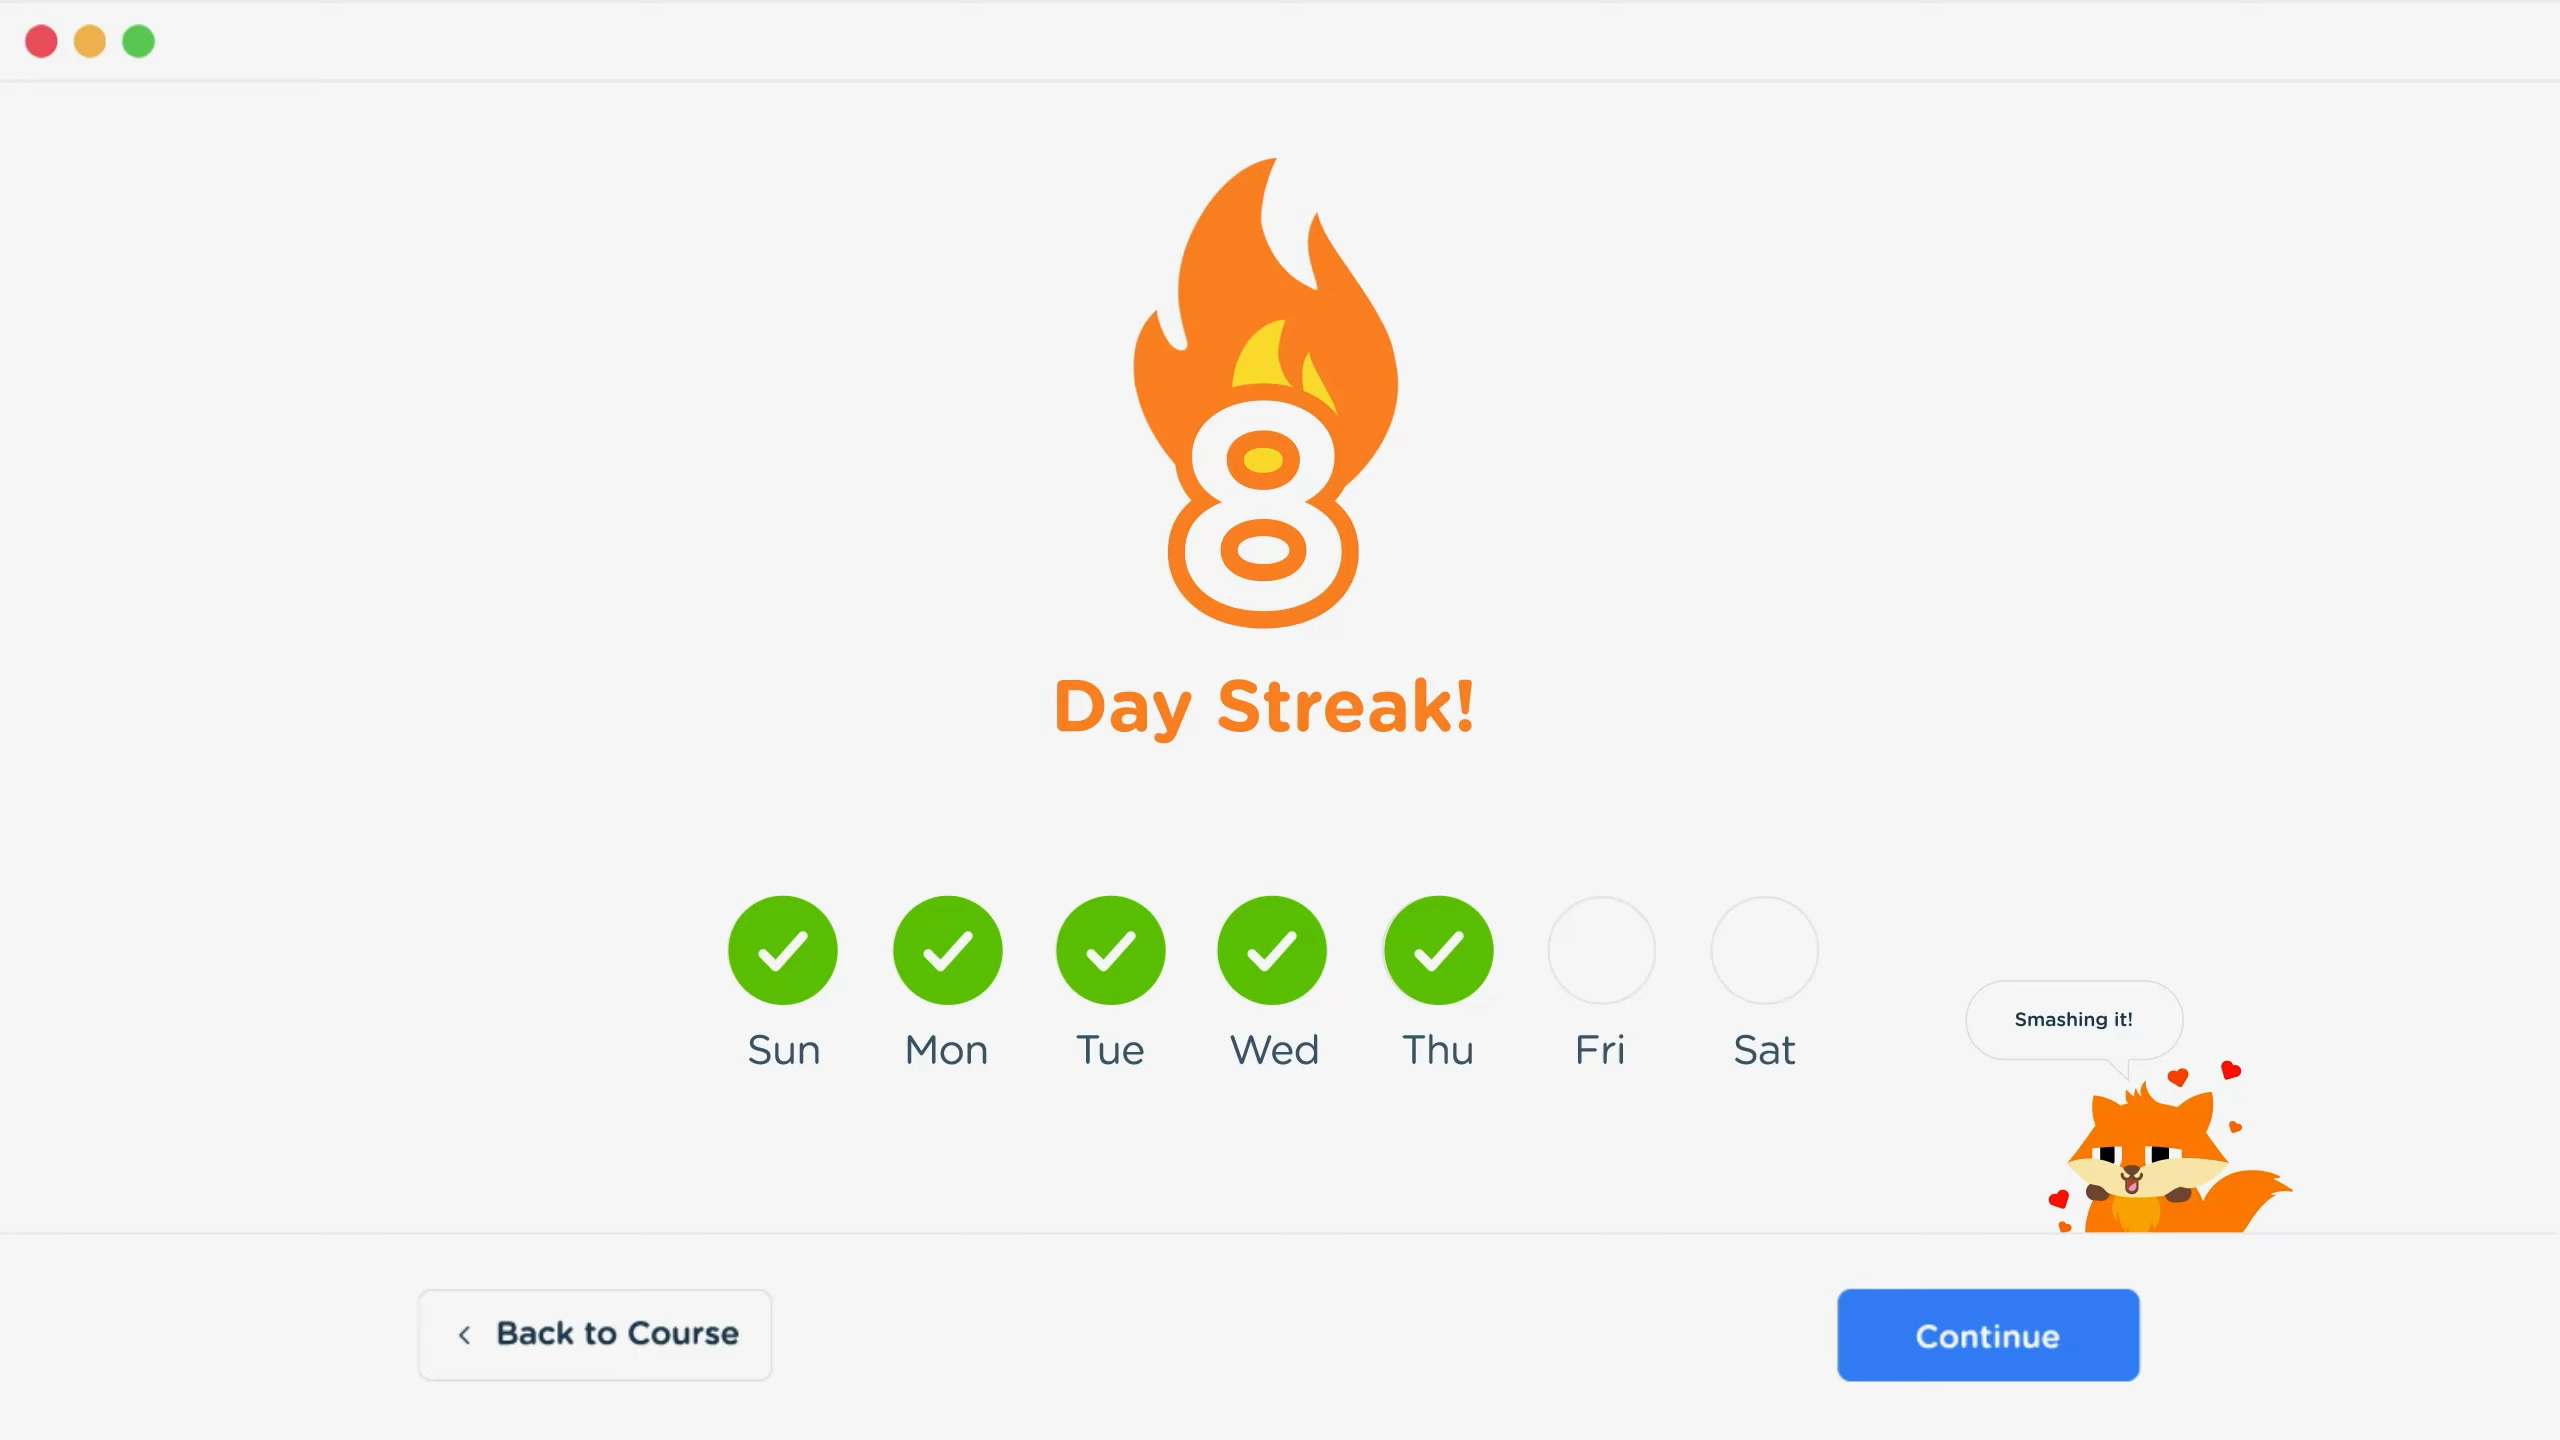 8
Day Streak!
Sun Mon Tue Wed Thu Fri Sat
Smashing it!
Back to Course
Continue